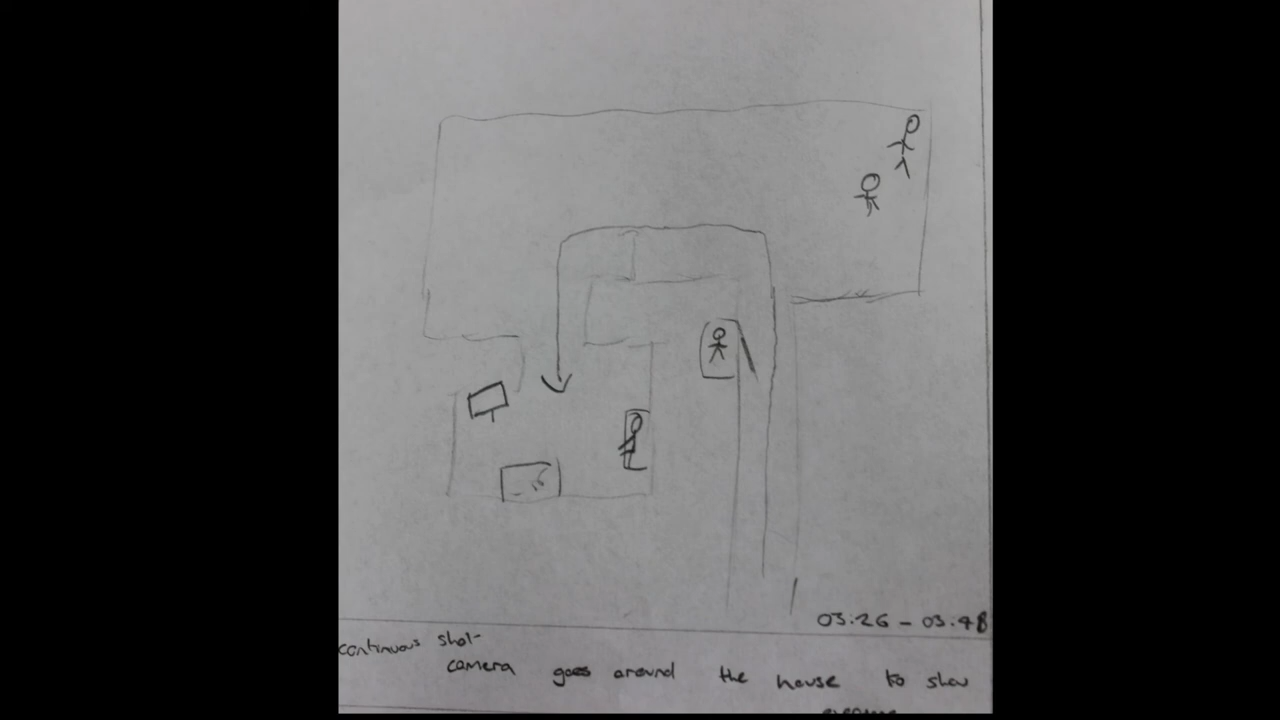 03:26 - 03:48
continuous shot-
camera goes around the house to show